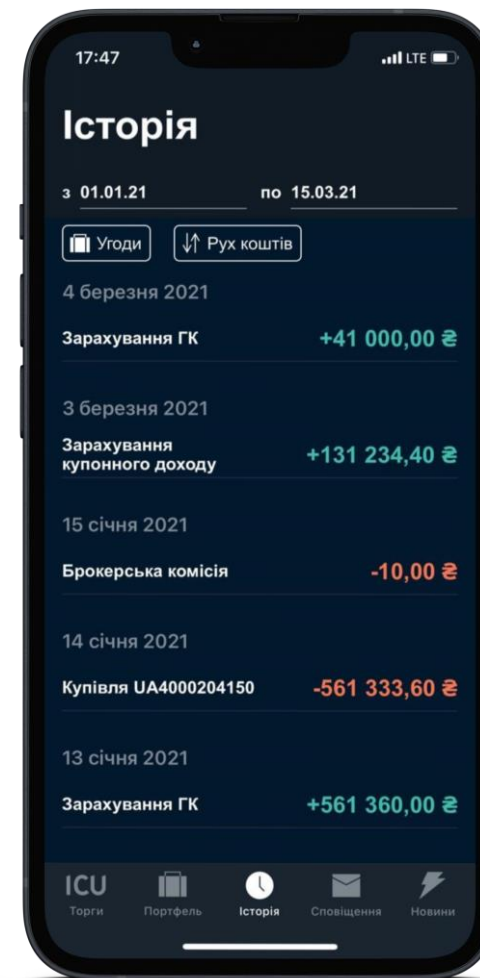 17:47
LTE
Історія
з 01.01.21 по 15.03.21
Угоди Рух коштів
4 березня 2021
Зарахування ГК +41 000,00 ₴
3 березня 2021
Зарахування
купонного доходу +131 234,40 ₴
15 січня 2021
Брокерська комісія -10,00 ₴
14 січня 2021
Купівля UA4000204150 -561 333,60 ₴
13 січня 2021
Зарахування ГК +561 360,00 ₴
ICU
Торги Портфель Історія Сповіщення Новини